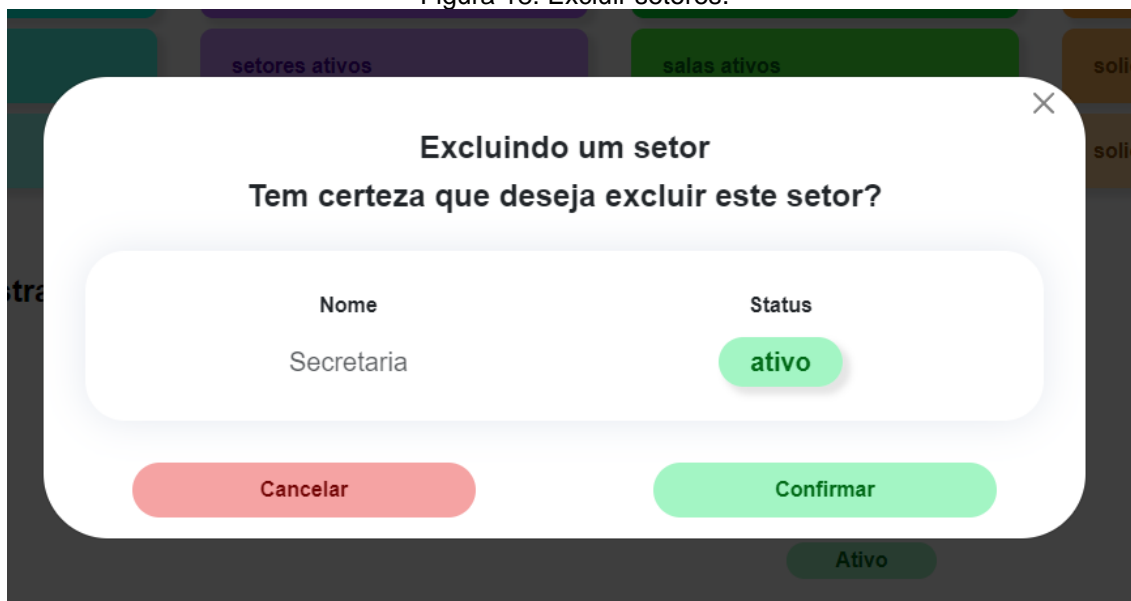 setores ativos
salas ativos
Excluindo um setor
Tem certeza que deseja excluir este setor?
Nome
Status
Secretaria
ativo
Cancelar
Confirmar
Ativo